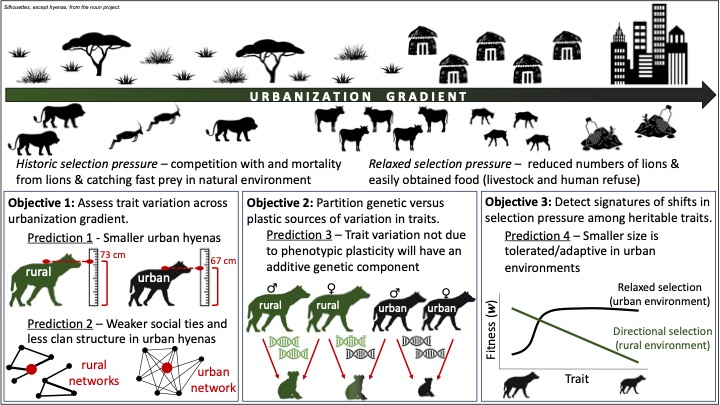 Silhouettes, except hyenas, from the noun project.
URBANIZATION GRADIENT
Historic selection pressure – competition with and mortality
from lions & catching fast prey in natural environment
Relaxed selection pressure – reduced numbers of lions &
easily obtained food (livestock and human refuse)
Objective 1: Assess trait variation across
urbanization gradient.
Prediction 1 - Smaller urban hyenas
rural
73 cm
urban
67 cm
Prediction 2 – Weaker social ties and
less clan structure in urban hyenas
rural
networks
urban
network
Objective 2: Partition genetic versus
plastic sources of variation in traits.
Prediction 3 – Trait variation not due
to phenotypic plasticity will have an
additive genetic component
♂ ♀ ♂ ♀
rural rural urban urban
Objective 3: Detect signatures of shifts in
selection pressure among heritable traits.
Prediction 4 – Smaller size is
tolerated/adaptive in urban
environments
Relaxed selection
(urban environment)
Directional selection
(rural environment)
Fitness (w)
Trait